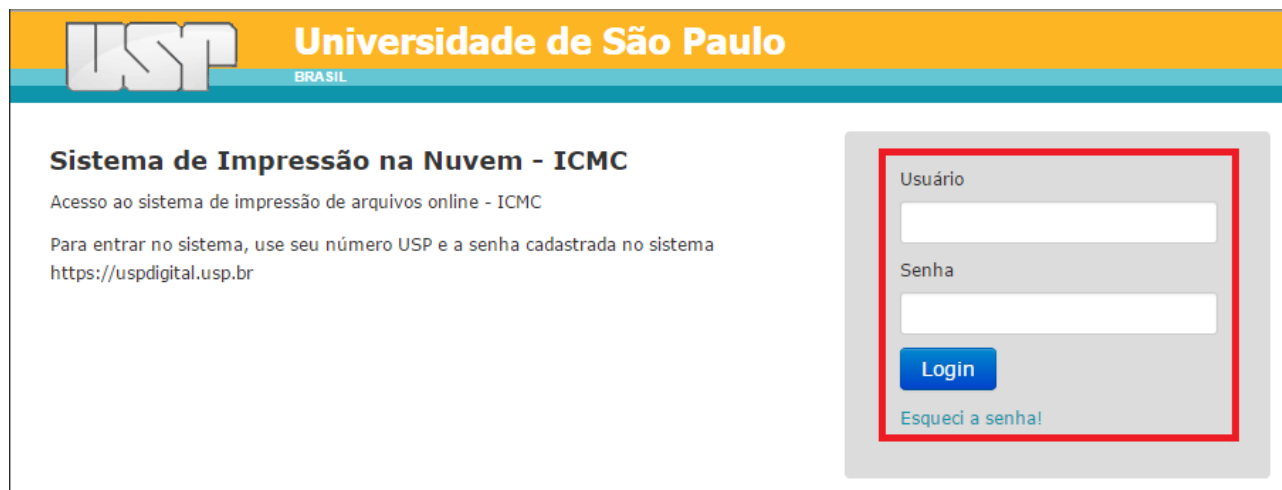 USP
Universidade de São Paulo
BRASIL
Sistema de Impressão na Nuvem - ICMC
Acesso ao sistema de impressão de arquivos online - ICMC
Para entrar no sistema, use seu número USP e a senha cadastrada no sistema
https://uspdigital.usp.br
Usuário
Senha
Login
Esqueci a senha!